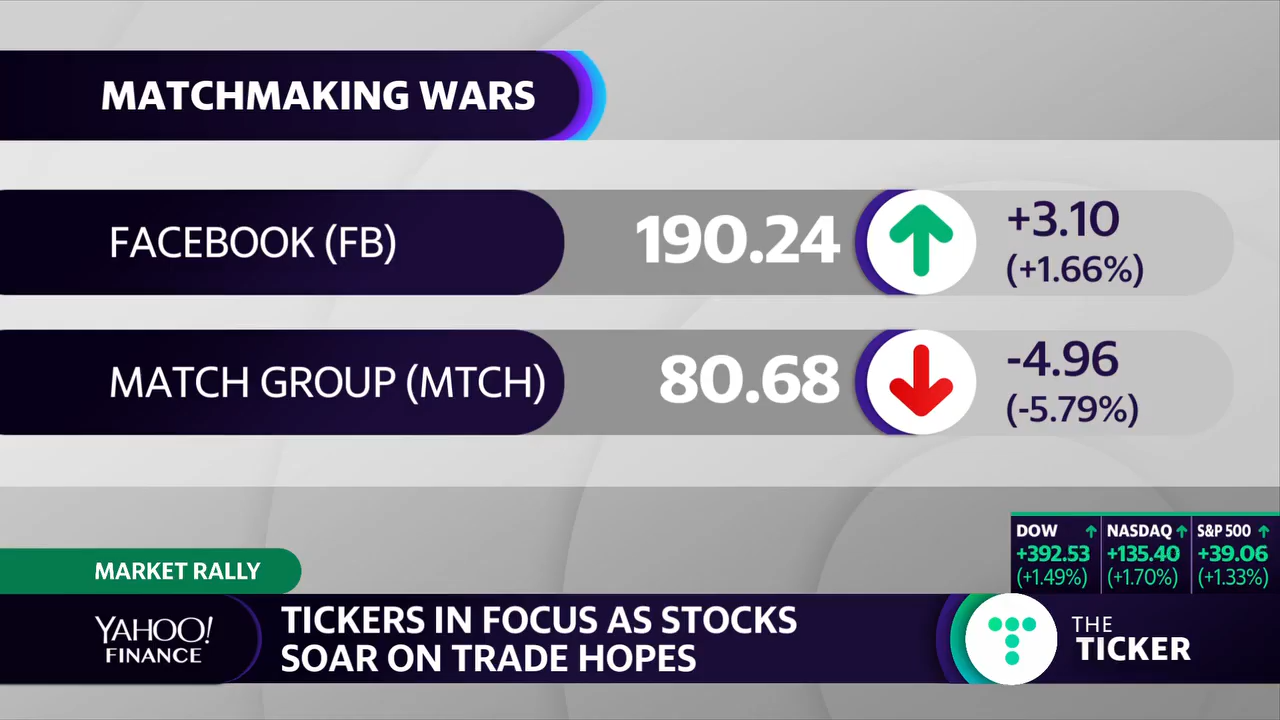 MATCHMAKING WARS
FACEBOOK (FB) 190.24 +3.10
(+1.66%)
MATCH GROUP (MTCH) 80.68 -4.96
(-5.79%)
DOW NASDAQ S&P 500
+392.53 +135.40 +39.06
(+1.49%) (+1.70%) (+1.33%)
MARKET RALLY
YAHOO!
FINANCE
TICKERS IN FOCUS AS STOCKS
SOAR ON TRADE HOPES
THE
TICKER